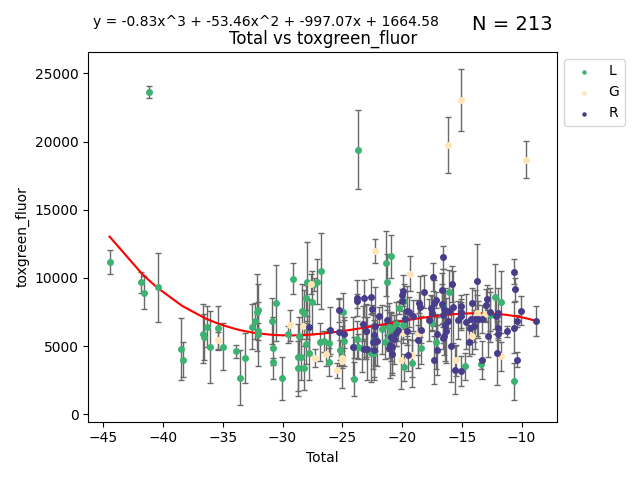 y = -0.83x^3 + -53.46x^2 + -997.07x + 1664.58
N = 213
Total vs toxgreen_fluor
25000
20000
15000
10000
5000
0
toxgreen_fluor
−45 −40 −35 −30 −25 −20 −15 −10
Total
L
G
R